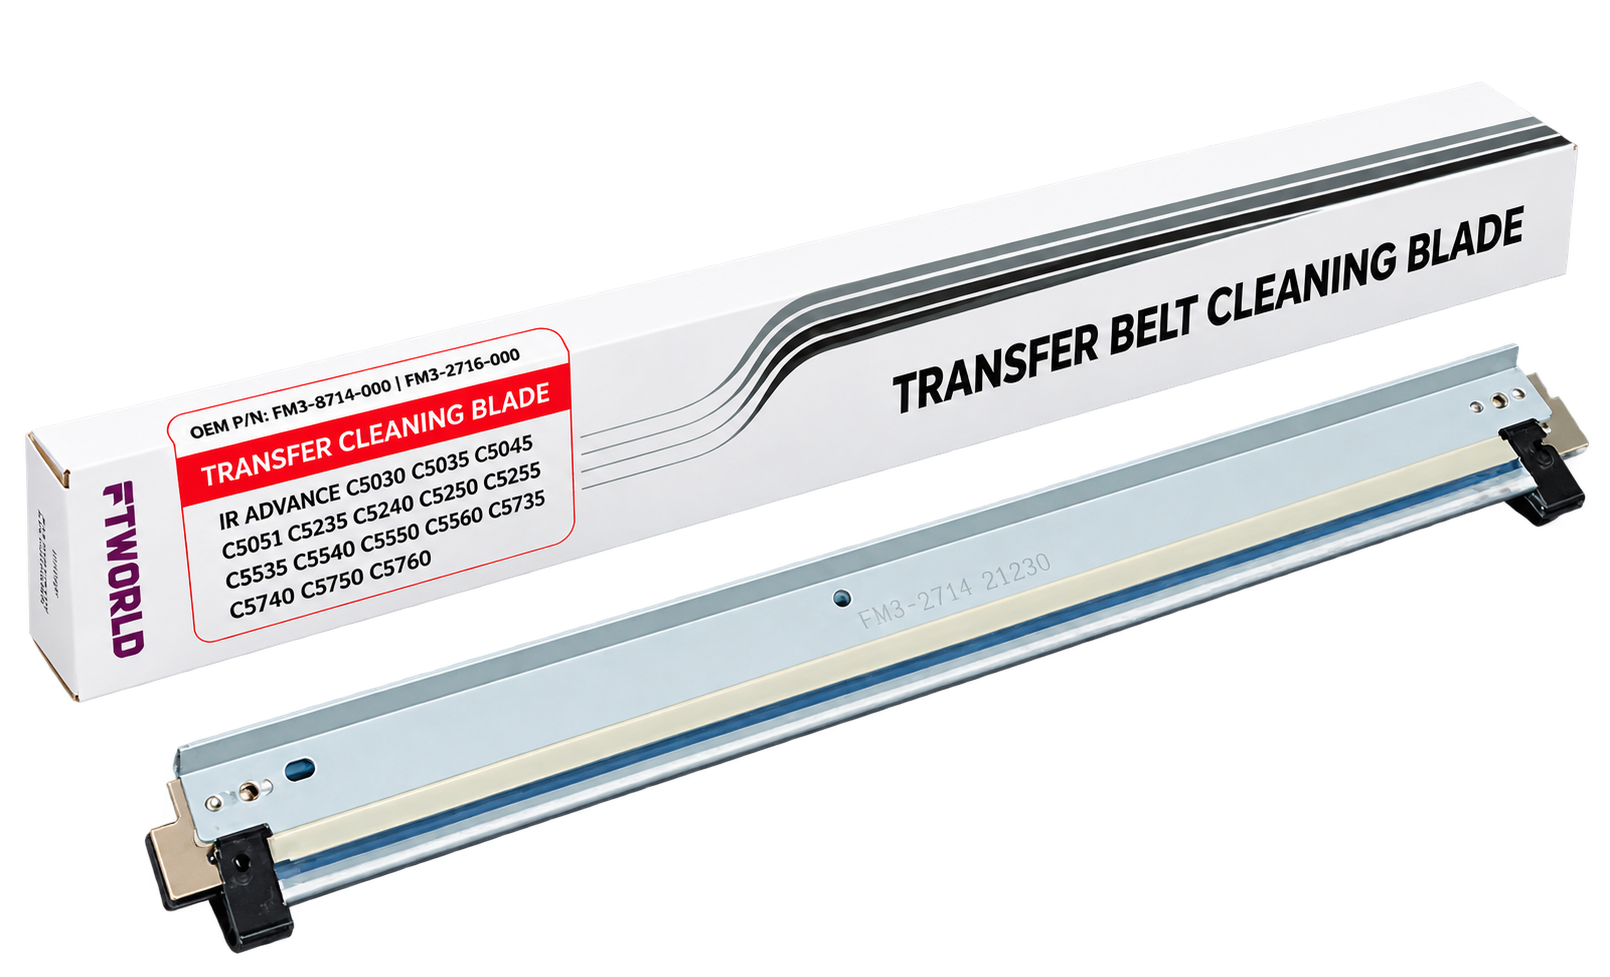 OEM P/N: FM3-8714-000 | FM3-2716-000
TRANSFER CLEANING BLADE
IR ADVANCE C5030 C5035 C5045
C5051 C5235 C5240 C5250 C5255
C5535 C5540 C5550 C5560 C5735
C5740 C5750 C5760
FTWORLD
TRANSFER BELT CLEANING BLADE
FM3-2714 21230